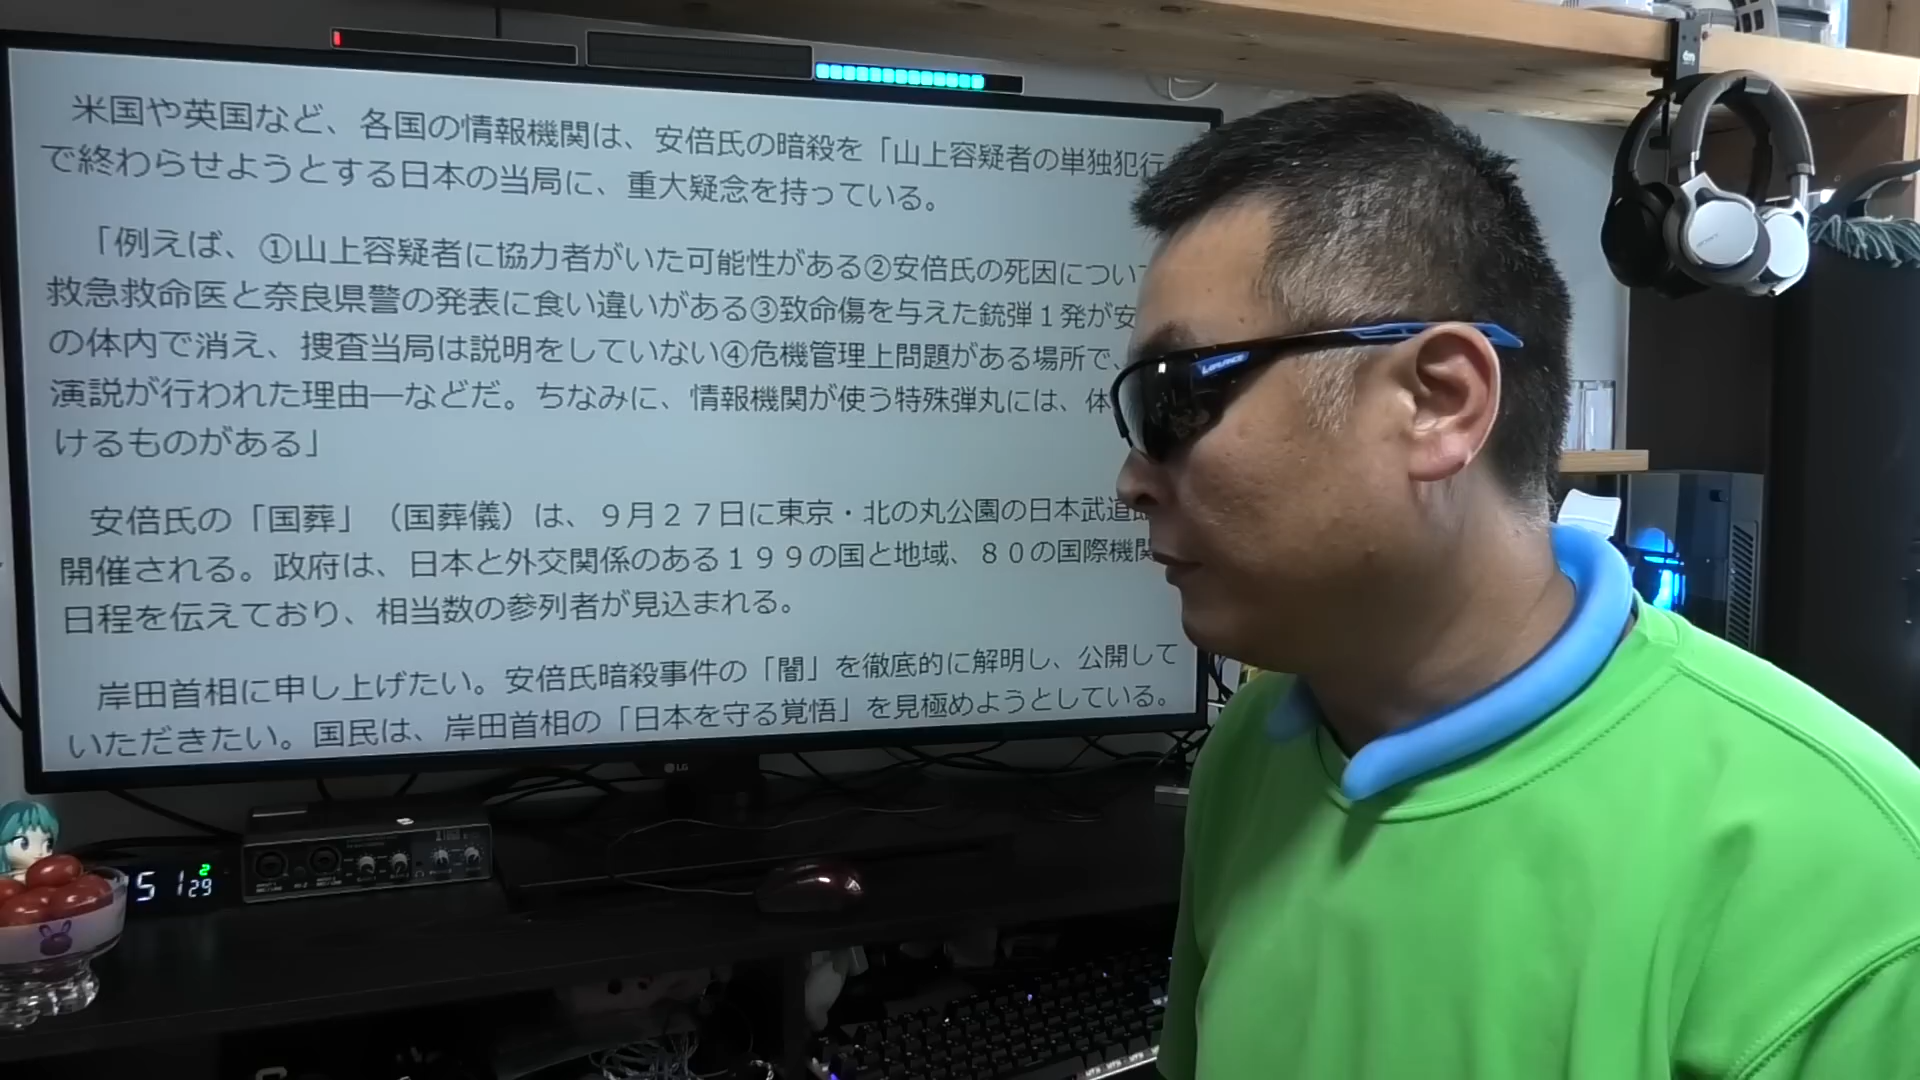 米国や英国など、各国の情報機関は、安倍氏の暗殺を「山上容疑者の単独犯行
で終わらせようとする日本の当局に、重大疑念を持っている。
「例えば、①山上容疑者に協力者がいた可能性がある②安倍氏の死因につい
救急救命医と奈良県警の発表に食い違いがある③致命傷を与えた銃弾１発が安
の体内で消え、捜査当局は説明をしていない④危機管理上問題がある場所で、
演説が行われた理由―などだ。ちなみに、情報機関が使う特殊弾丸には、体
けるものがある」
安倍氏の「国葬」（国葬儀）は、９月２７日に東京・北の丸公園の日本武道
開催される。政府は、日本と外交関係のある１９９の国と地域、８０の国際機関
日程を伝えており、相当数の参列者が見込まれる。
岸田首相に申し上げたい。安倍氏暗殺事件の「闇」を徹底的に解明し、公開して
いただきたい。国民は、岸田首相の「日本を守る覚悟」を見極めようとしている。
LG
SONY